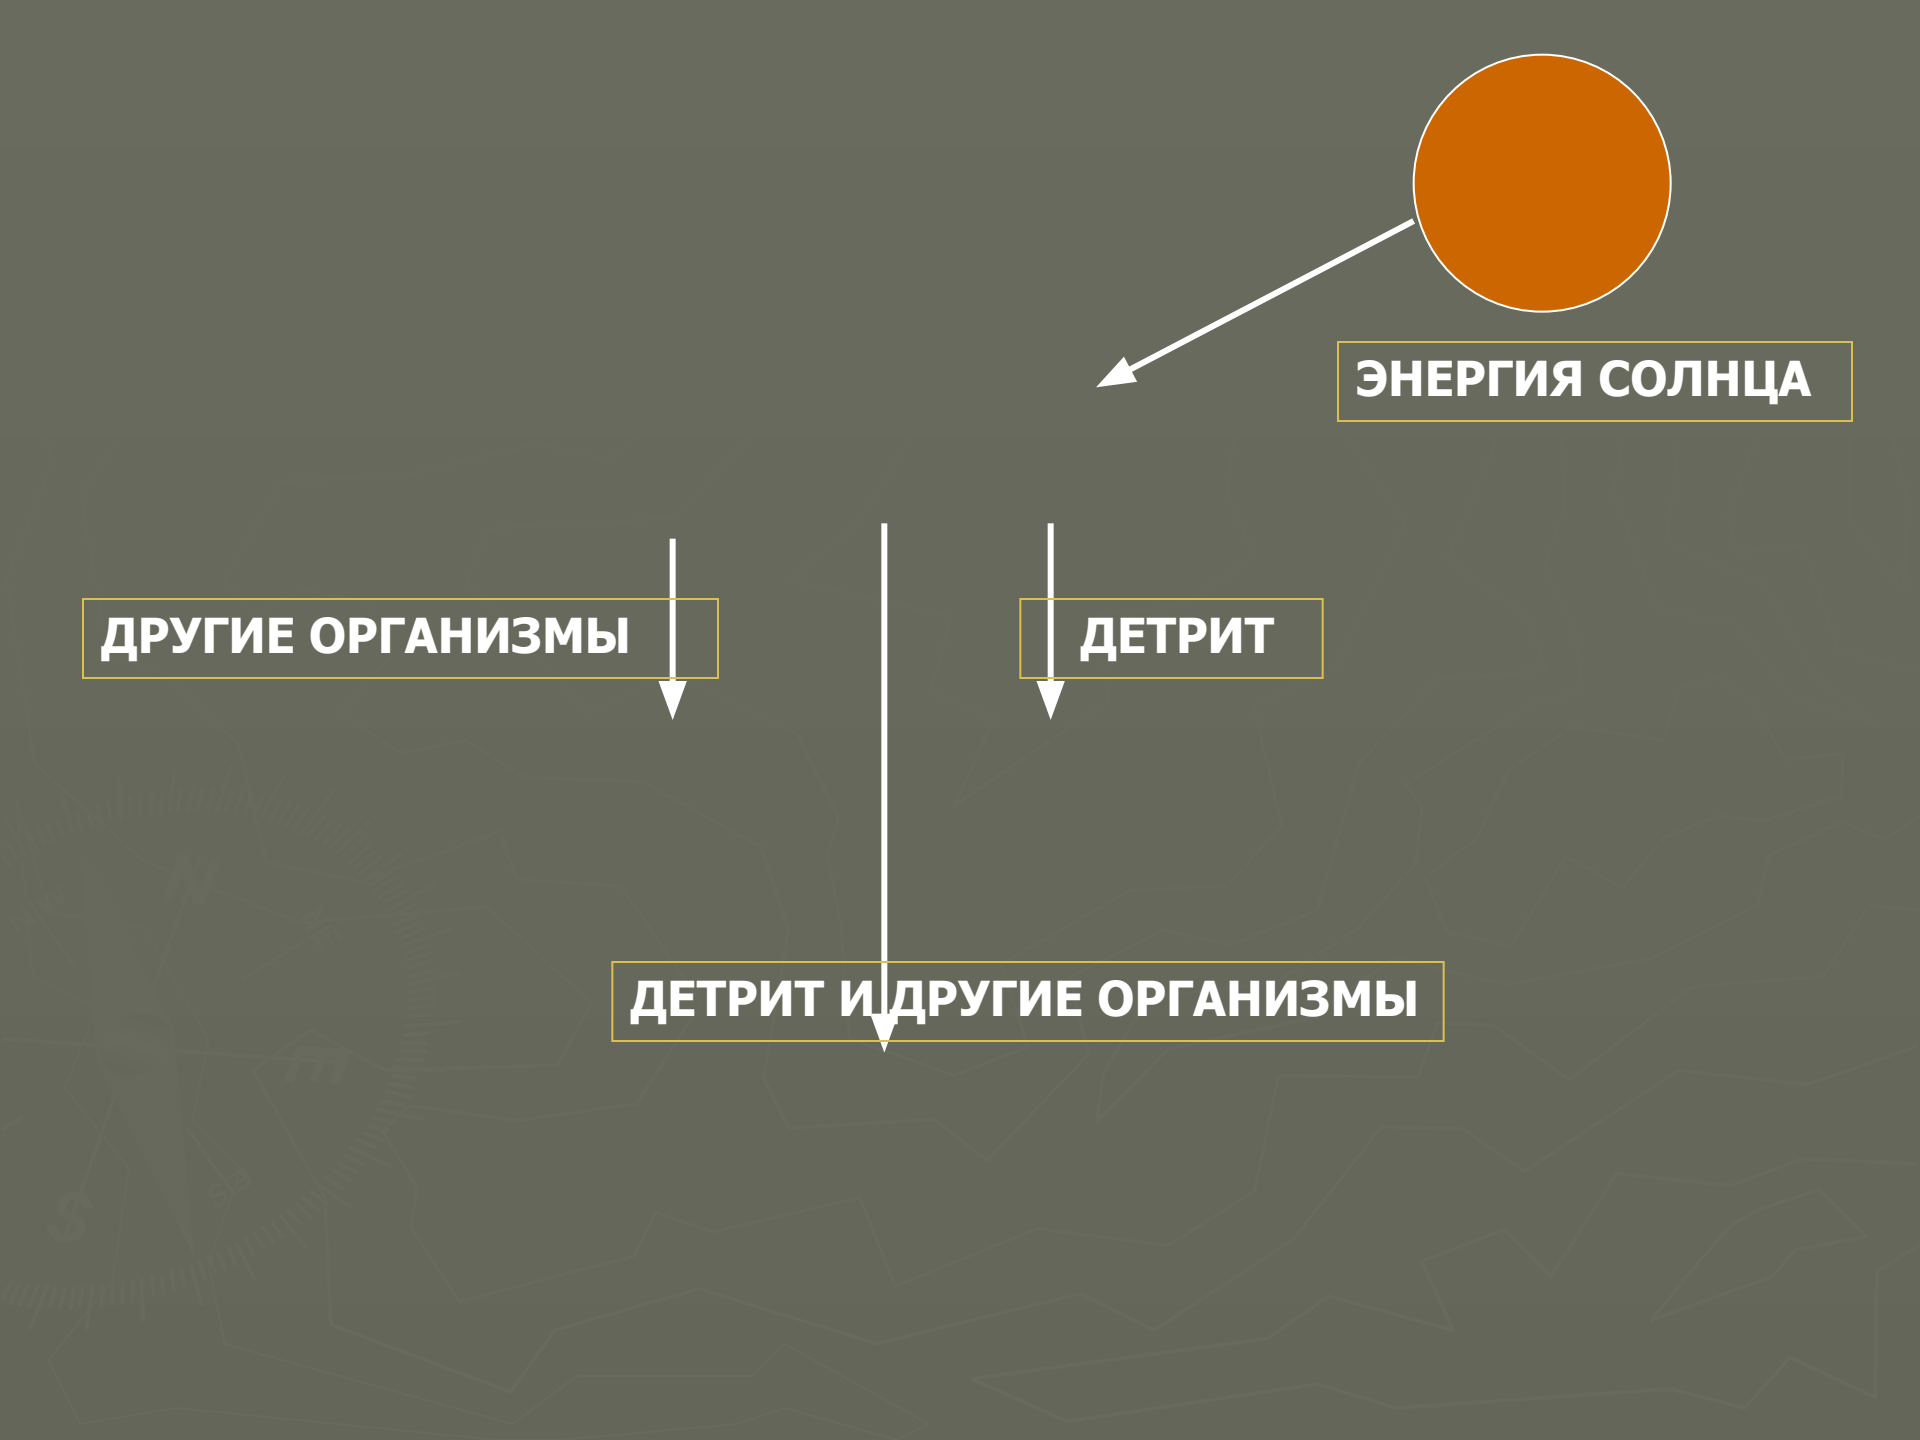 ЭНЕРГИЯ СОЛНЦА
ДРУГИЕ ОРГАНИЗМЫ
ДЕТРИТ
ДЕТРИТ И ДРУГИЕ ОРГАНИЗМЫ
N
E
S